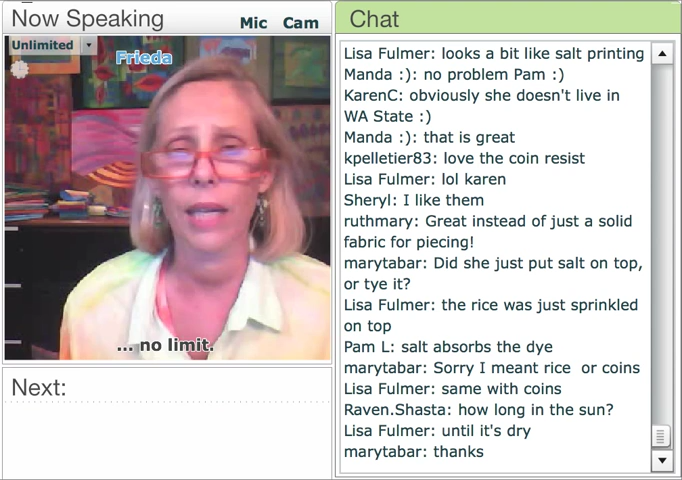 Now Speaking
Mic Cam
Unlimited
Frieda
... no limit.
Next:
Chat
Lisa Fulmer: looks a bit like salt printing
Manda :): no problem Pam :)
KarenC: obviously she doesn't live in
WA State :)
Manda :): that is great
kpelletier83: love the coin resist
Lisa Fulmer: lol karen
Sheryl: I like them
ruthmary: Great instead of just a solid
fabric for piecing!
marytabar: Did she just put salt on top,
or tye it?
Lisa Fulmer: the rice was just sprinkled
on top
Pam L: salt absorbs the dye
marytabar: Sorry I meant rice  or coins
Lisa Fulmer: same with coins
Raven.Shasta: how long in the sun?
Lisa Fulmer: until it's dry
marytabar: thanks